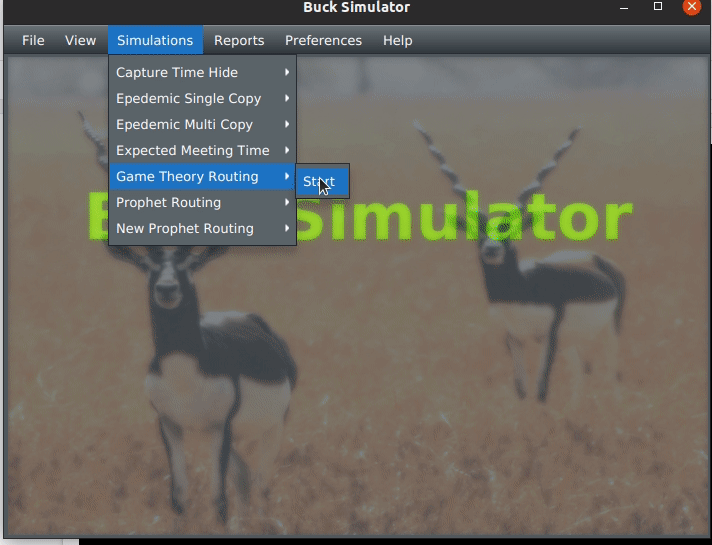 Buck Simulator
File View Simulations Reports Preferences Help
Capture Time Hide
Epedemic Single Copy
Epedemic Multi Copy
Expected Meeting Time
Game Theory Routing
Start
Prophet Routing
New Prophet Routing
Simulator